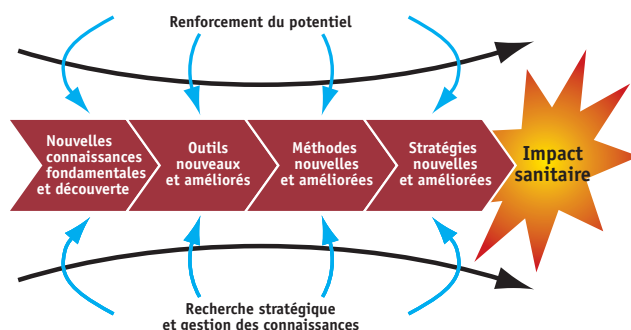 Renforcement du potentiel
Nouvelles
connaissances
fondamentales
et découverte
Outils
nouveaux
et améliorés
Méthodes
nouvelles
et améliorées
Stratégies
nouvelles
et améliorées
Impact
sanitaire
Recherche stratégique
et gestion des connaissances